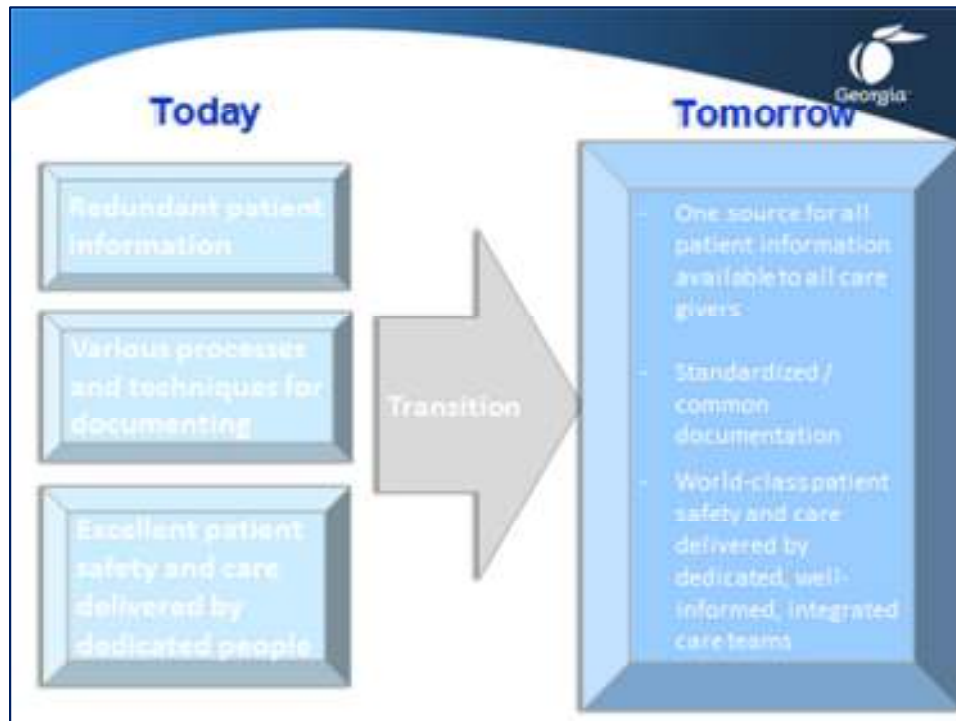 Georgia
Today
Tomorrow
Redundant patient
information
Various processes
and techniques for
documenting
Excellent patient
safety and care
delivered by
dedicated people
Transition
- One source for all
patient information
available to all care
givers
- Standardized /
common
documentation
- World-class patient
safety and care
delivered by
dedicated, well-
informed, integrated
care teams